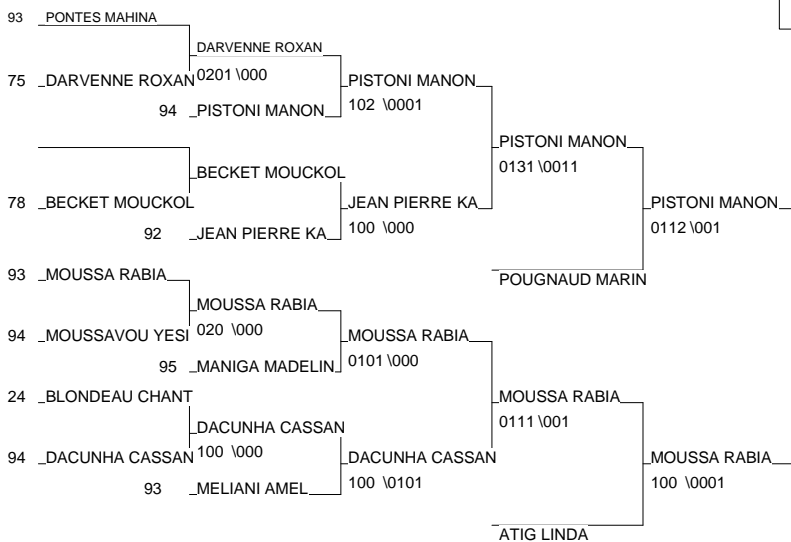 93 PONTES MAHINA
DARVENNE ROXAN
75 DARVENNE ROXAN 0201 \000 PISTONI MANON
94 PISTONI MANON 102 \0001
PISTONI MANON
BECKET MOUCKOL 0131 \0011
78 BECKET MOUCKOL JEAN PIERRE KA PISTONI MANON
92 JEAN PIERRE KA 100 \000 0112 \001
93 MOUSSA RABIA POUGNAUD MARIN
MOUSSA RABIA
94 MOUSSAVOU YESI 020 \000 MOUSSA RABIA
95 MANIGA MADELIN 0101 \000
24 BLONDEAU CHANT MOUSSA RABIA
DACUNHA CASSAN 0111 \001
94 DACUNHA CASSAN 100 \000 DACUNHA CASSAN MOUSSA RABIA
93 MELIANI AMEL 100 \0101 100 \0001
ATIG LINDA